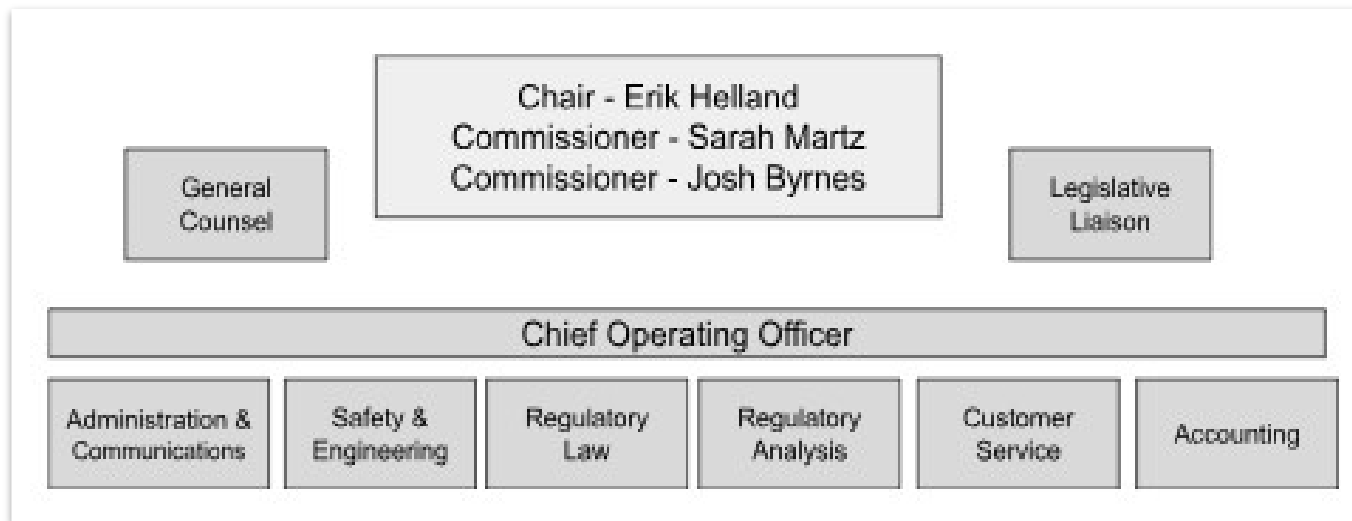 Chair - Erik Helland
Commissioner - Sarah Martz
Commissioner - Josh Byrnes
General
Counsel
Legislative
Liaison
Chief Operating Officer
Administration &
Communications
Safety &
Engineering
Regulatory
Law
Regulatory
Analysis
Customer
Service
Accounting